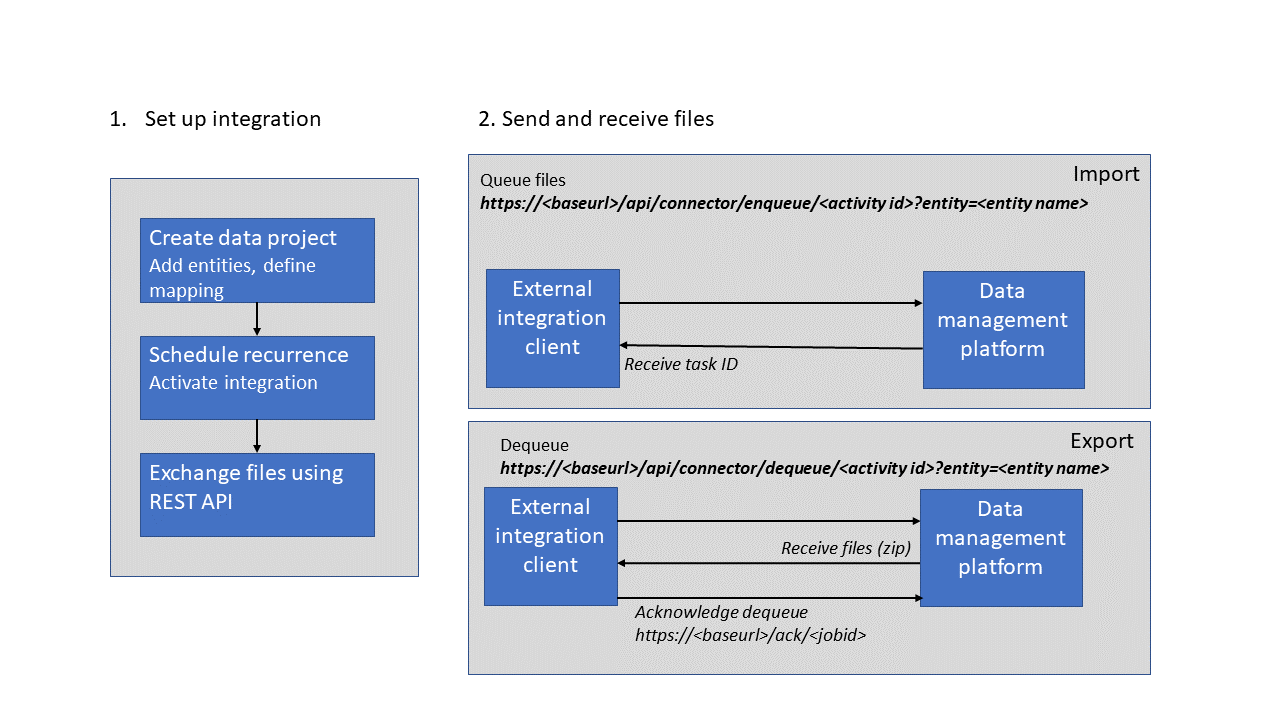 1. Set up integration
Create data project
Add entities, define
mapping
Schedule recurrence
Activate integration
Exchange files using
REST API
2. Send and receive files
Import
Queue files
https://<baseurl>/api/connector/enqueue/<activity id>?entity=<entity name>
External
integration
client
Data
management
platform
Receive task ID
Export
Dequeue
https://<baseurl>/api/connector/dequeue/<activity id>?entity=<entity name>
External
integration
client
Data
management
platform
Receive files (zip)
Acknowledge dequeue
https://<baseurl>/ack/<jobid>